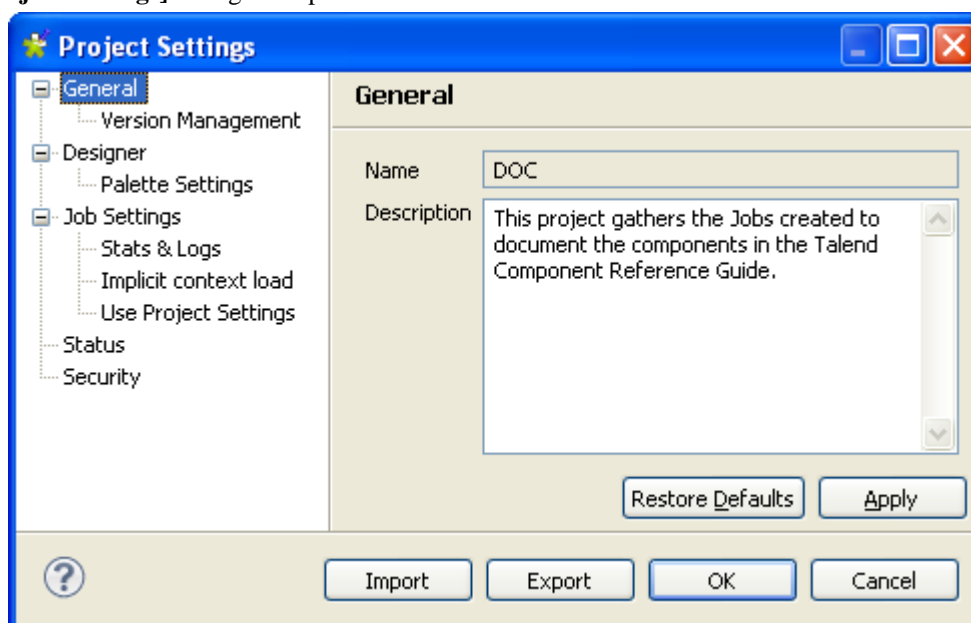 Project Settings
General
Version Management
Designer
Palette Settings
Job Settings
Stats & Logs
Implicit context load
Use Project Settings
Status
Security
General
Name DOC
Description This project gathers the Jobs created to
document the components in the Talend
Component Reference Guide.
Restore Defaults Apply
? Import Export OK Cancel